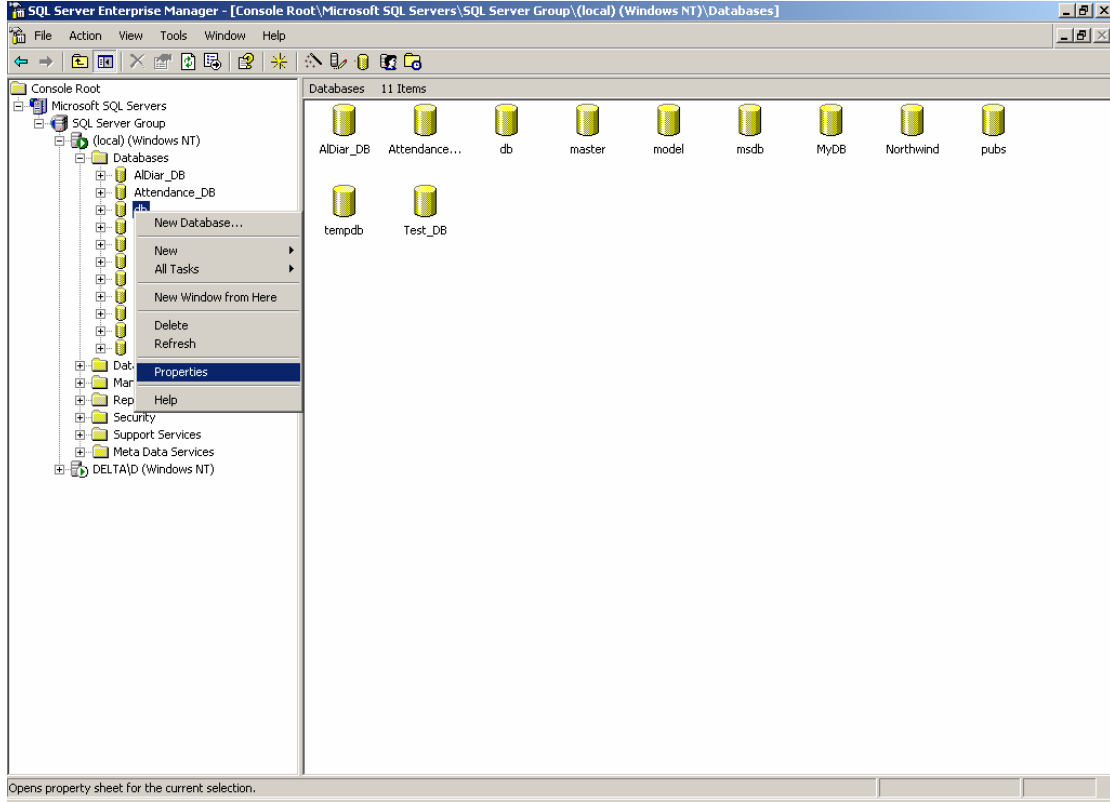 SQL Server Enterprise Manager - [Console Root\Microsoft SQL Servers\SQL Server Group\(local) (Windows NT)\Databases]
File Action View Tools Window Help
Console Root
Microsoft SQL Servers
SQL Server Group
(local) (Windows NT)
Databases
AlDiar_DB
Attendance_DB
db
New Database...
New
All Tasks
New Window from Here
Delete
Refresh
Properties
Help
Dat
Man
Rep
Security
Support Services
Meta Data Services
DELTA\D (Windows NT)
Databases 11 Items
AlDiar_DB Attendance... db master model msdb MyDB Northwind pubs
tempdb Test_DB
Opens property sheet for the current selection.